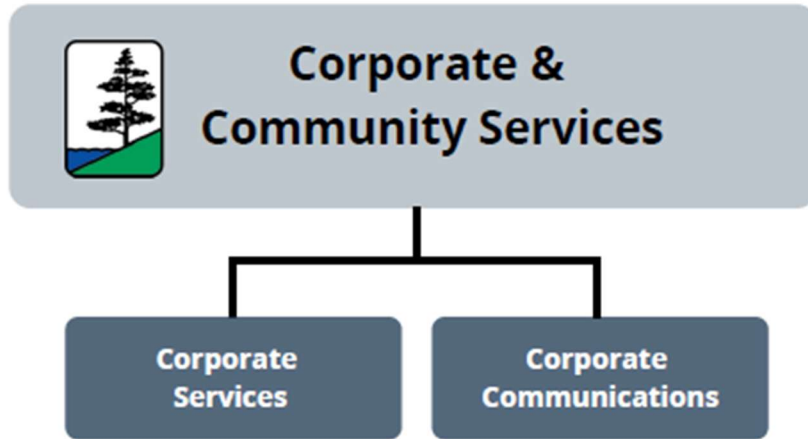 Corporate &
Community Services
Corporate
Services
Corporate
Communications